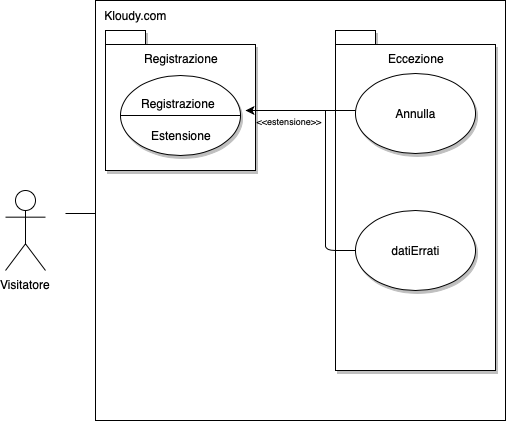 Kloudy.com
Registrazione
Registrazione
Estensione
<<estensione>>
Eccezione
Annulla
datiErrati
Visitatore